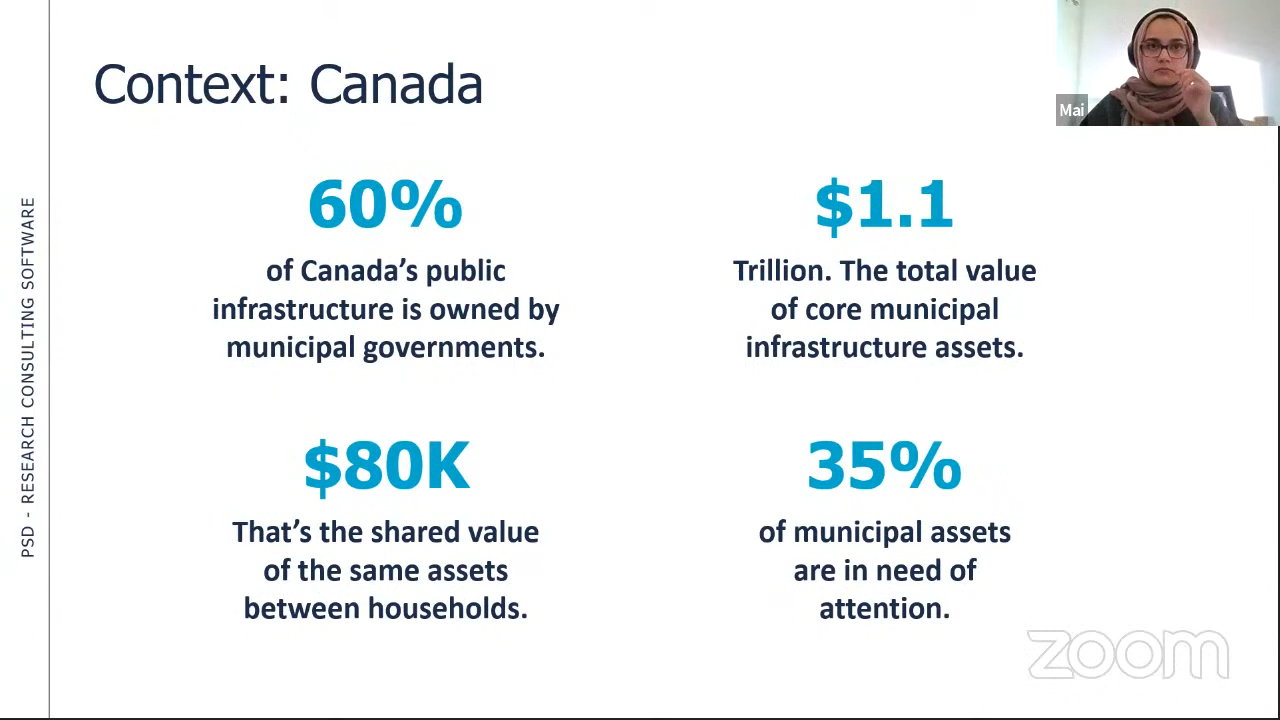 Context: Canada
Mai
60%
of Canada’s public
infrastructure is owned by
municipal governments.
$1.1
Trillion. The total value
of core municipal
infrastructure assets.
$80K
That’s the shared value
of the same assets
between households.
35%
of municipal assets
are in need of
attention.
PSD - RESEARCH CONSULTING SOFTWARE
zoom